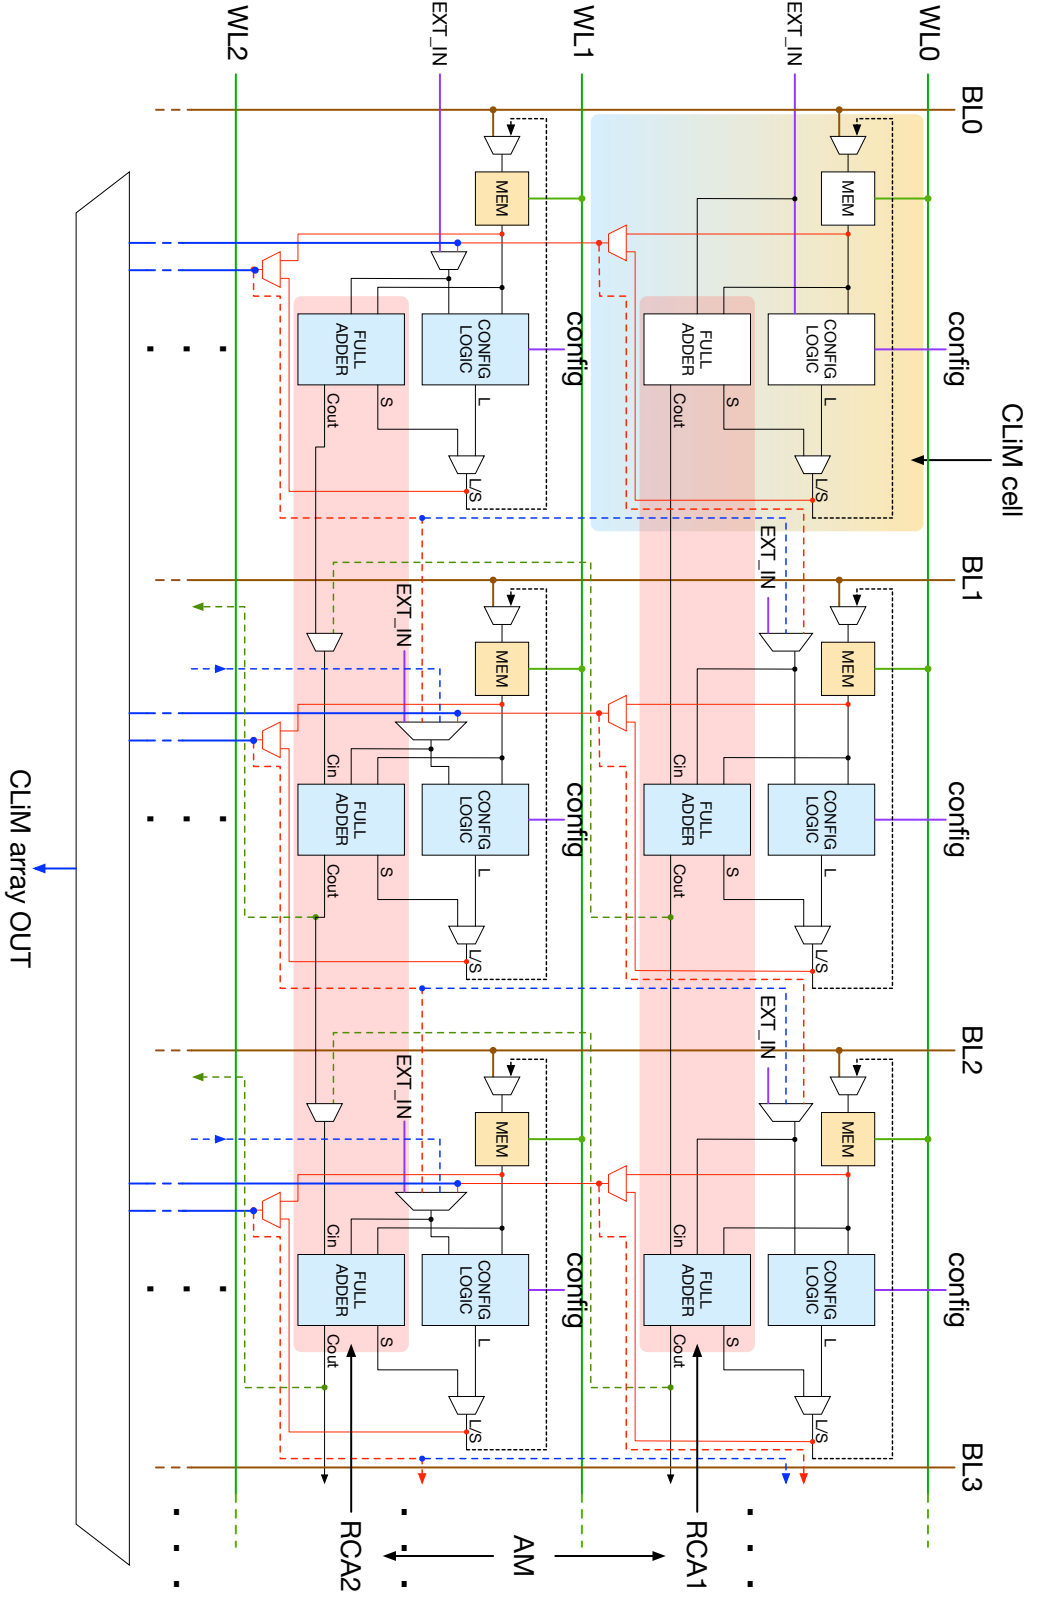 CLiM cell
BL0
BL1
BL2
BL3
WL0
config
config
config
MEM
CONFIG
LOGIC
L
L/S
MEM
CONFIG
LOGIC
L
L/S
MEM
CONFIG
LOGIC
L
L/S
EXT_IN
EXT_IN
EXT_IN
FULL
ADDER
S
Cout
Cin
FULL
ADDER
S
Cout
Cin
FULL
ADDER
S
Cout
RCA1
WL1
config
config
config
AM
MEM
CONFIG
LOGIC
L
L/S
MEM
CONFIG
LOGIC
L
L/S
MEM
CONFIG
LOGIC
L
L/S
EXT_IN
EXT_IN
EXT_IN
FULL
ADDER
S
Cout
Cin
FULL
ADDER
S
Cout
Cin
FULL
ADDER
S
Cout
RCA2
WL2
CLiM array OUT